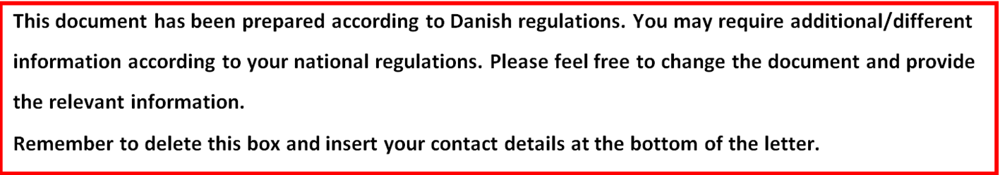 This document has been prepared according to Danish regulations. You may require additional/different
information according to your national regulations. Please feel free to change the document and provide
the relevant information.
Remember to delete this box and insert your contact details at the bottom of the letter.